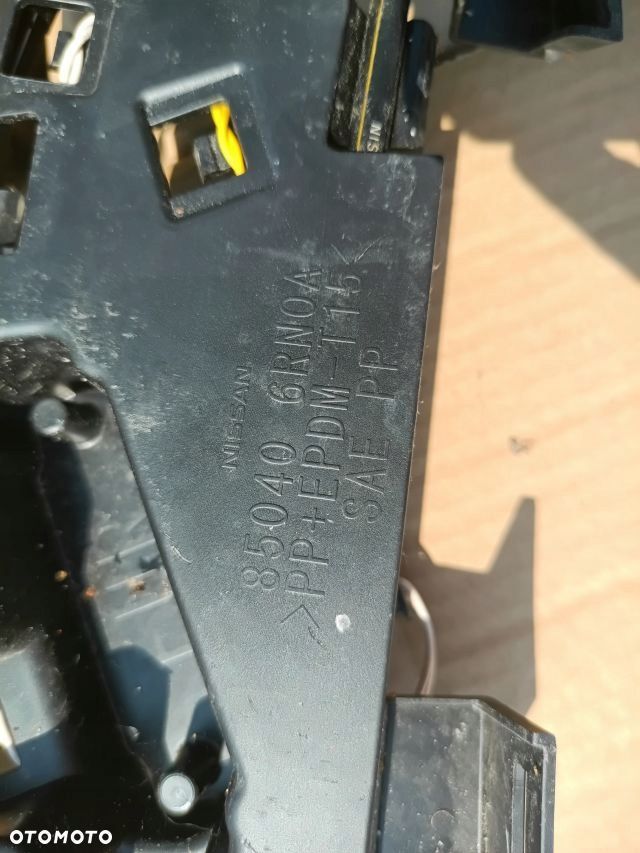 NISSAN
85040 6RN0A
>PP+EPDM-T15<
SAE PP
OTOMOTO